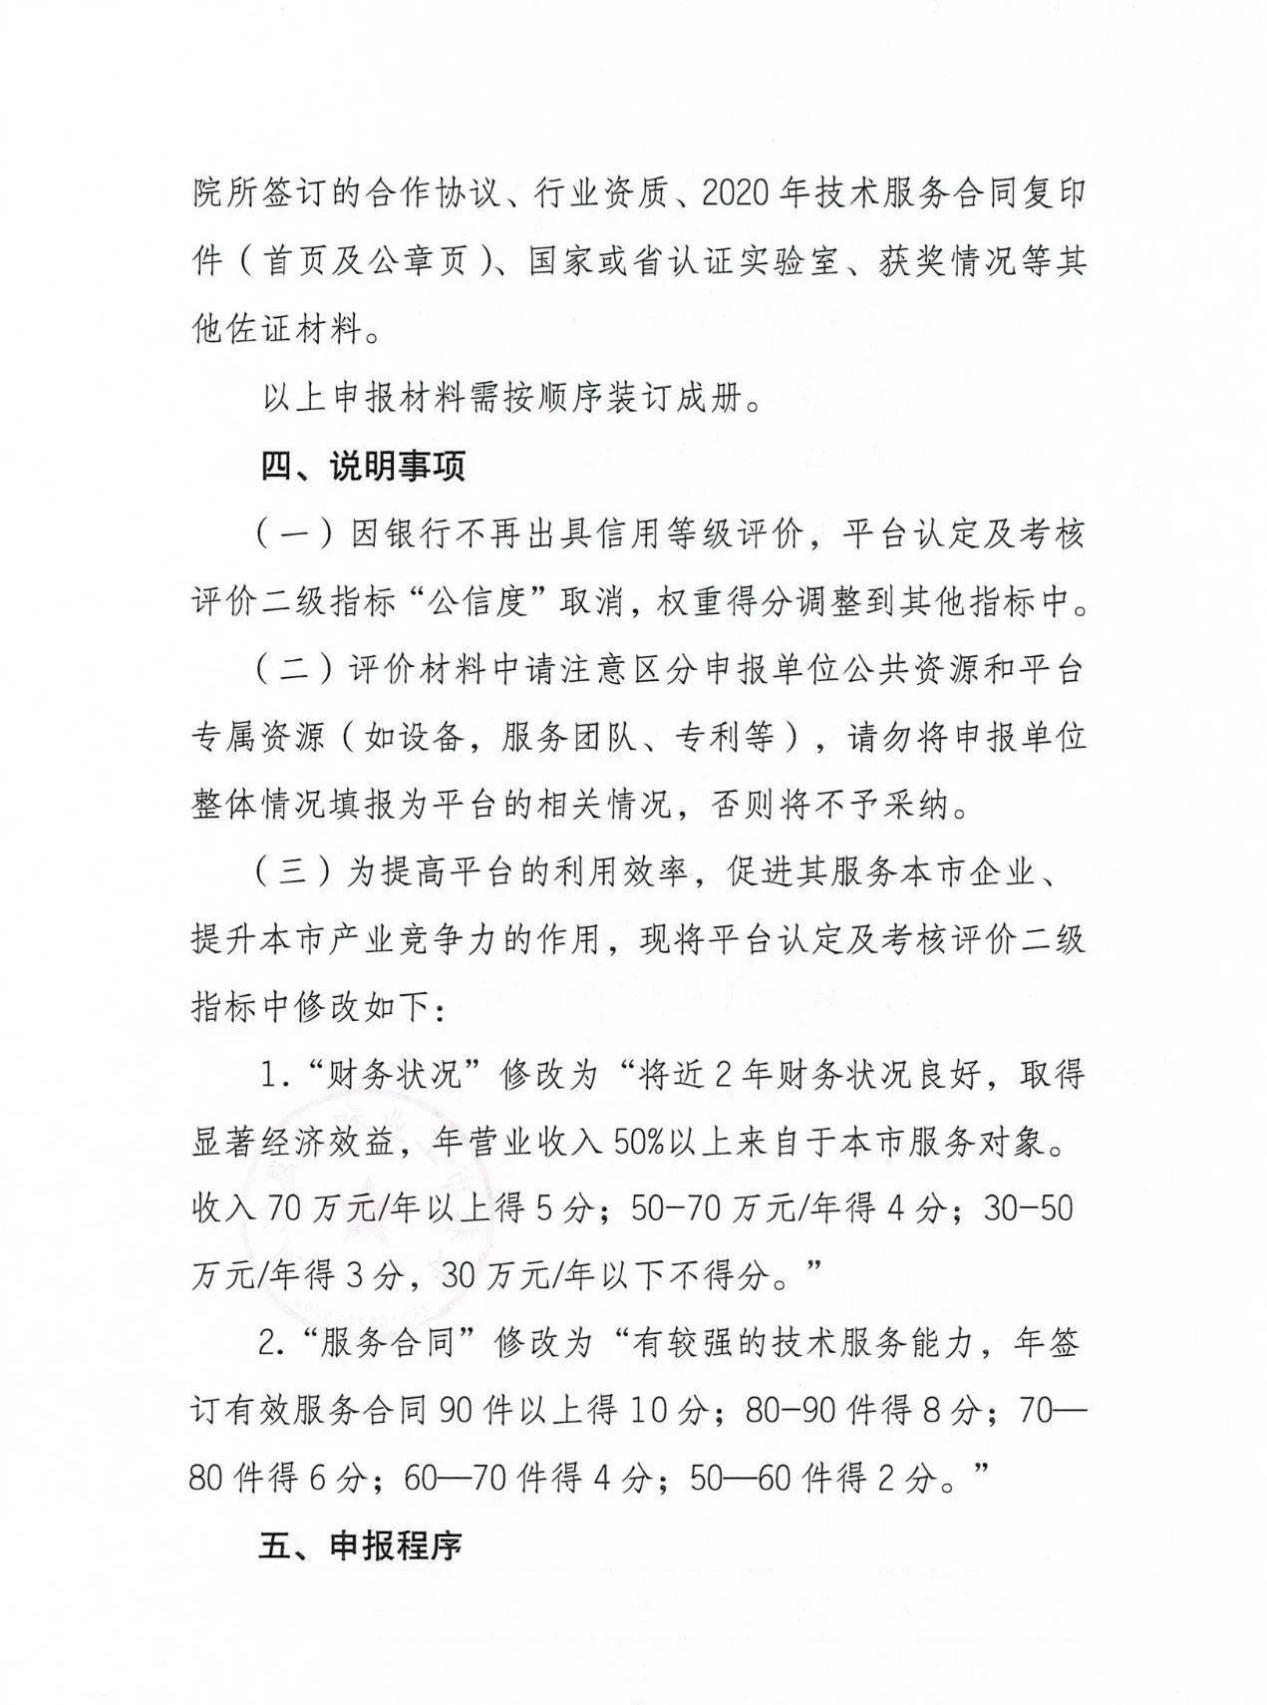 院所签订的合作协议、行业资质、2020年技术服务合同复印
件（首页及公章页）、国家或省认证实验室、获奖情况等其
他佐证材料。
以上申报材料需按顺序装订成册。
四、说明事项
（一）因银行不再出具信用等级评价，平台认定及考核
评价二级指标“公信度”取消，权重得分调整到其他指标中。
（二）评价材料中请注意区分申报单位公共资源和平台
专属资源（如设备，服务团队、专利等），请勿将申报单位
整体情况填报为平台的相关情况，否则将不予采纳。
（三）为提高平台的利用效率，促进其服务本市企业、
提升本市产业竞争力的作用，现将平台认定及考核评价二级
指标中修改如下：
1.“财务状况”修改为“将近2年财务状况良好，取得
显著经济效益，年营业收入50%以上来自于本市服务对象。
收入70万元/年以上得5分；50-70万元/年得4分；30-50
万元/年得3分，30万元/年以下不得分。”
2.“服务合同”修改为“有较强的技术服务能力，年签
订有效服务合同90件以上得10分；80-90件得8分；70—
80件得6分；60—70件得4分；50—60件得2分。”
五、申报程序